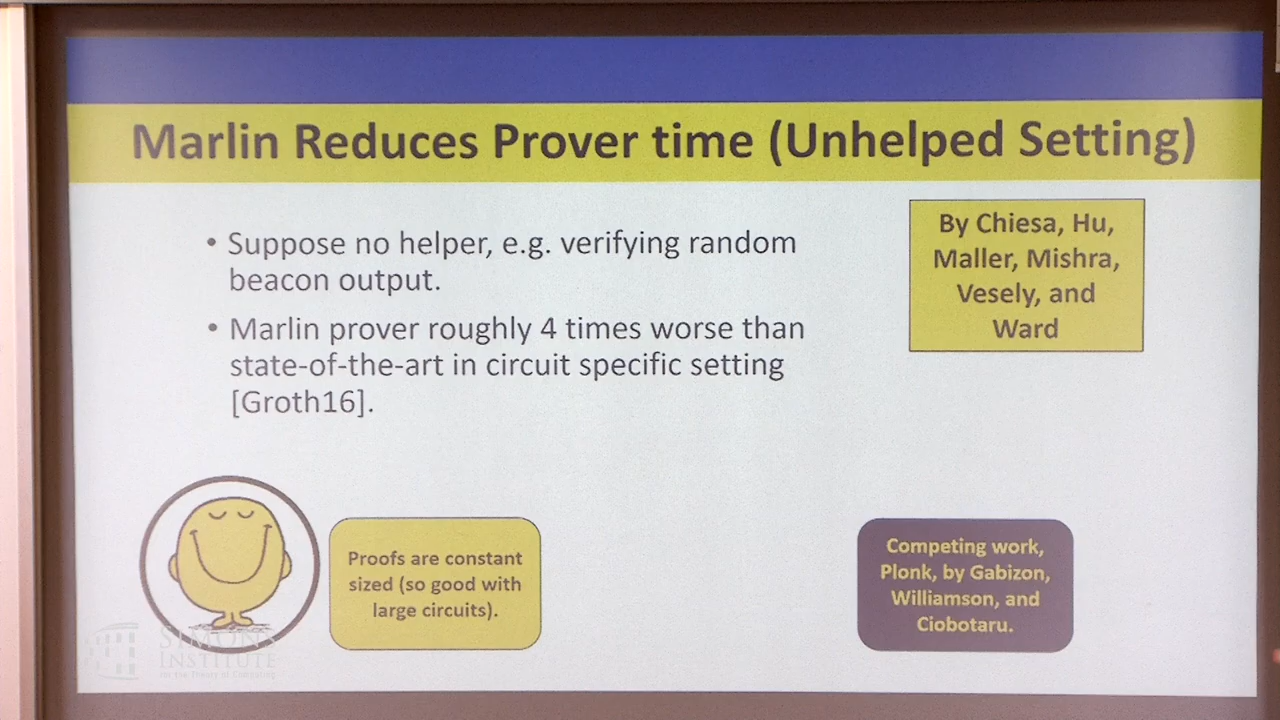 Marlin Reduces Prover time (Unhelped Setting)
• Suppose no helper, e.g. verifying random
beacon output.
• Marlin prover roughly 4 times worse than
state-of-the-art in circuit specific setting
[Groth16].
By Chiesa, Hu,
Maller, Mishra,
Vesely, and
Ward
Proofs are constant
sized (so good with
large circuits).
Competing work,
Plonk, by Gabizon,
Williamson, and
Ciobotaru.
SIMONS
INSTITUTE
for the Theory of Computing